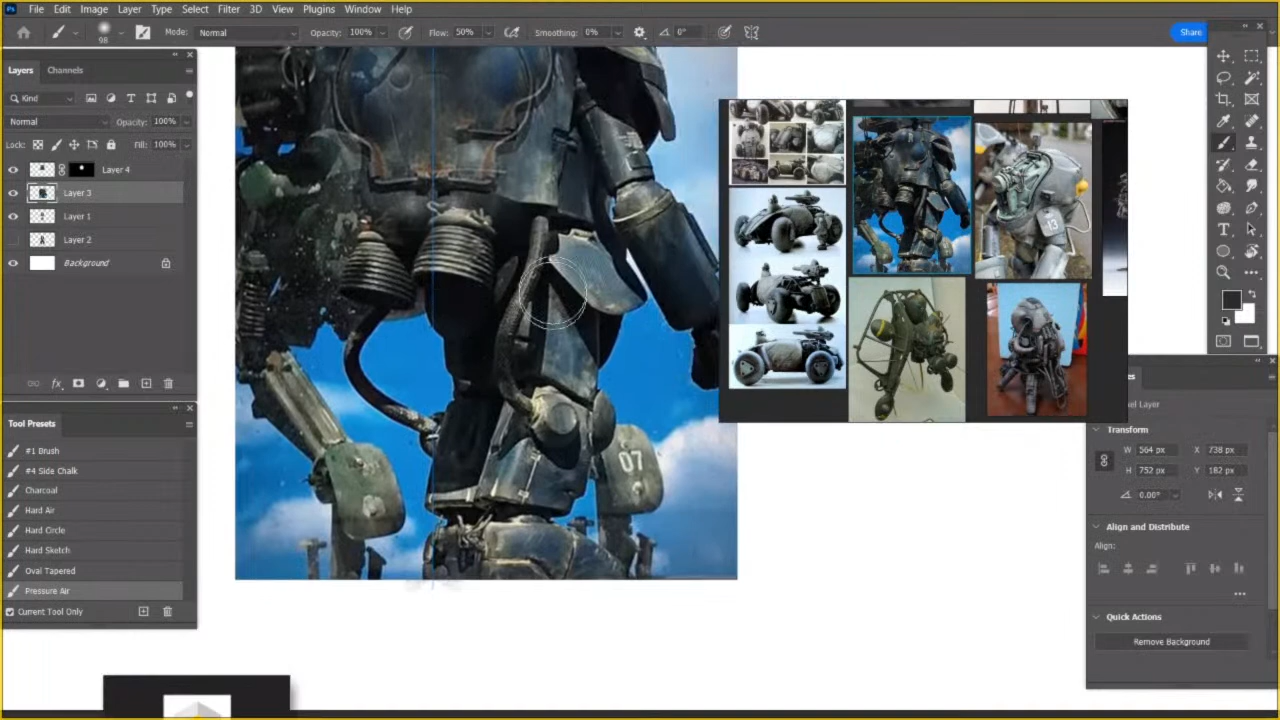 Ps File Edit Image Layer Type Select Filter 3D View Plugins Window Help
98 Mode: Normal Opacity: 100% Flow: 50% Smoothing: 0% 0° Share
Layers Channels
Kind
Normal Opacity: 100%
Lock: Fill: 100%
Layer 4
Layer 3
Layer 1
Layer 2
Background
Tool Presets
#1 Brush
#4 Side Chalk
Charcoal
Hard Air
Hard Circle
Hard Sketch
Oval Tapered
Pressure Air
Current Tool Only
07
13
Transform
W 564 px X 738 px
H 752 px Y 182 px
0.00°
Align and Distribute
Align:
Quick Actions
Remove Background